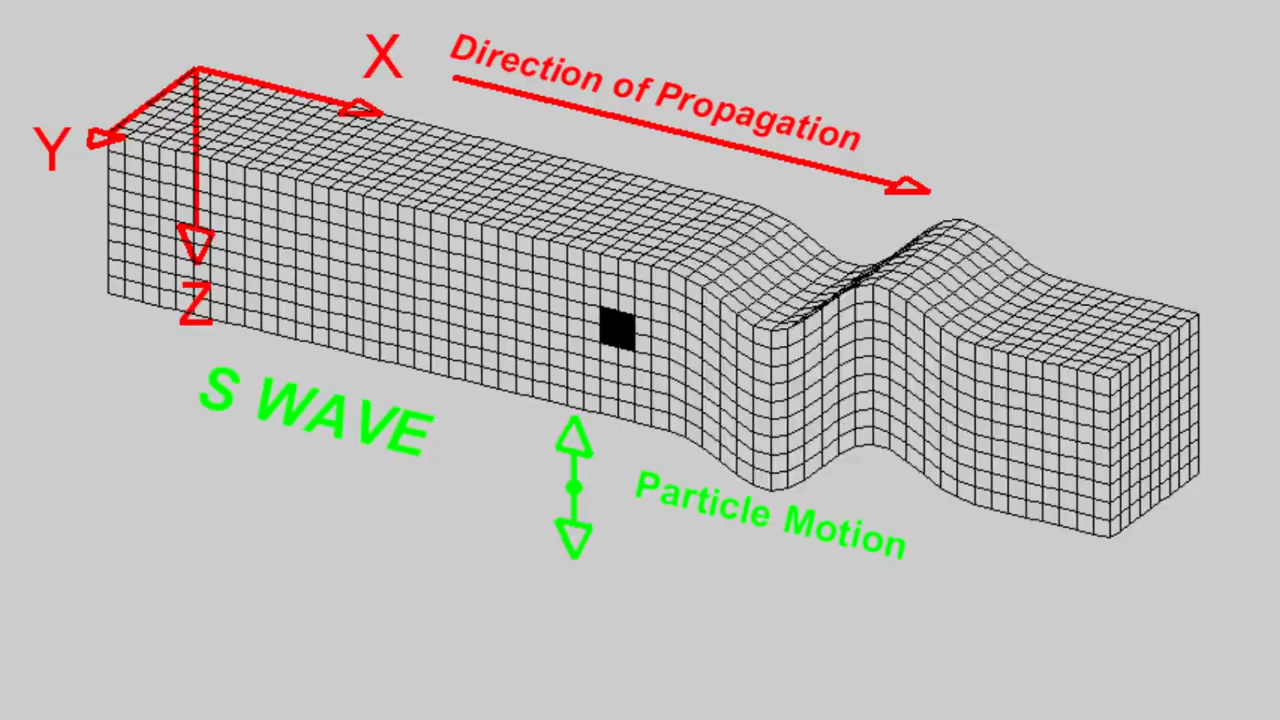 X
Direction of Propagation
Y
Z
S WAVE
Particle Motion